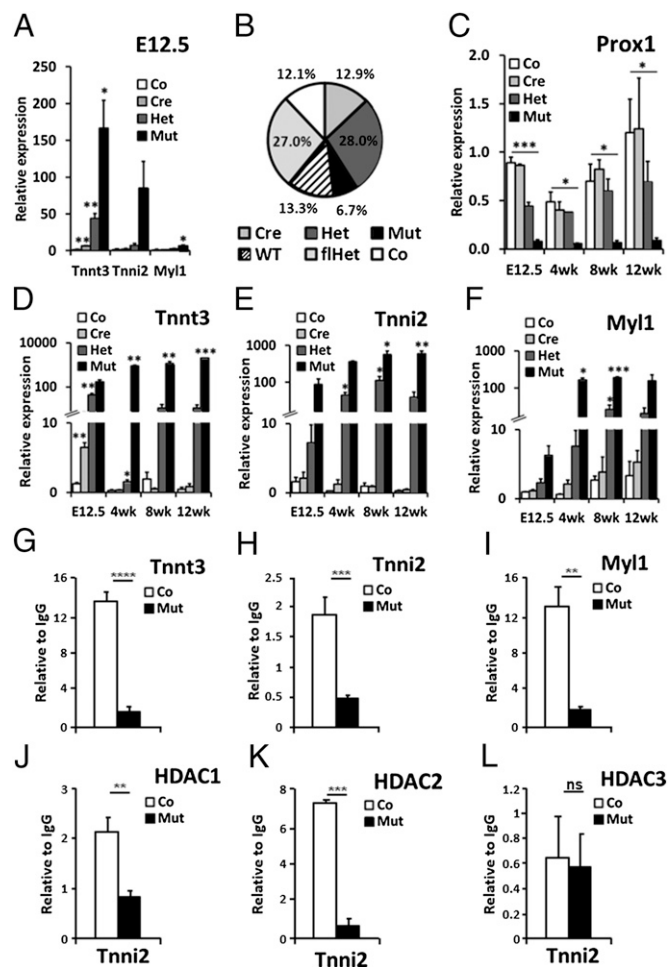 A
E12.5
Relative expression
250
200
150
100
50
0
Co
Cre
Het
Mut
**
**
*
*
Tnnt3 Tnni2 Myl1
B
12.1% 12.9%
27.0% 28.0%
13.3% 6.7%
Cre Het Mut
WT flHet Co
C
Prox1
Relative expression
2.0
1.5
1.0
0.5
0.0
Co
Cre
Het
Mut
***
*
*
*
E12.5 4wk 8wk 12wk
D
Tnnt3
Relative expression
10000
100
10
0
Co
Cre
Het
Mut
**
**
**
*
**
***
E12.5 4wk 8wk 12wk
E
Tnni2
Relative expression
1000
100
10
0
Co
Cre
Het
Mut
*
*
*
**
E12.5 4wk 8wk 12wk
F
Myl1
Relative expression
1000
100
10
0
Co
Cre
Het
Mut
*
*
***
E12.5 4wk 8wk 12wk
G
Tnnt3
Relative to IgG
16
12
8
4
0
****
Co
Mut
H
Tnni2
Relative to IgG
2.5
2
1.5
1
0.5
0
***
Co
Mut
I
Myl1
Relative to IgG
16
12
8
4
0
**
Co
Mut
J
HDAC1
Relative to IgG
3
2
1
0
**
Co
Mut
Tnni2
K
HDAC2
Relative to IgG
8
6
4
2
0
***
Co
Mut
Tnni2
L
HDAC3
Relative to IgG
1.2
1
0.8
0.6
0.4
0.2
0
ns
Co
Mut
Tnni2